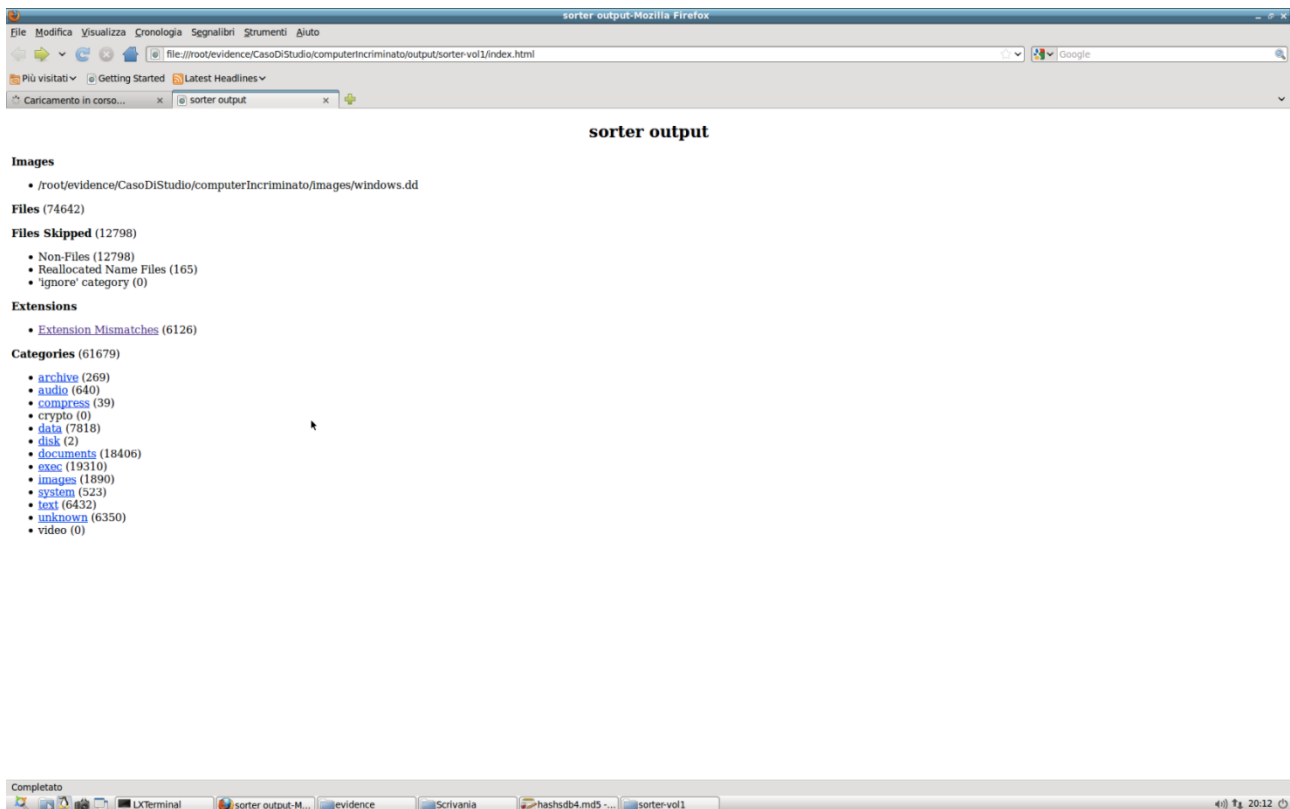 sorter output-Mozilla Firefox
File Modifica Visualizza Cronologia Segnalibri Strumenti Aiuto
file:///root/evidence/CasoDiStudio/computerIncriminato/output/sorter-vol1/index.html
Google
Più visitati Getting Started Latest Headlines
Caricamento in corso... sorter output
sorter output
Images
• /root/evidence/CasoDiStudio/computerIncriminato/images/windows.dd
Files (74642)
Files Skipped (12798)
• Non-Files (12798)
• Reallocated Name Files (165)
• 'ignore' category (0)
Extensions
• Extension Mismatches (6126)
Categories (61679)
• archive (269)
• audio (640)
• compress (39)
• crypto (0)
• data (7818)
• disk (2)
• documents (18406)
• exec (19310)
• images (1890)
• system (523)
• text (6432)
• unknown (6350)
• video (0)
Completato
LXTerminal sorter output-M... evidence Scrivania hashsdb4.md5 -... sorter-vol1 20:12